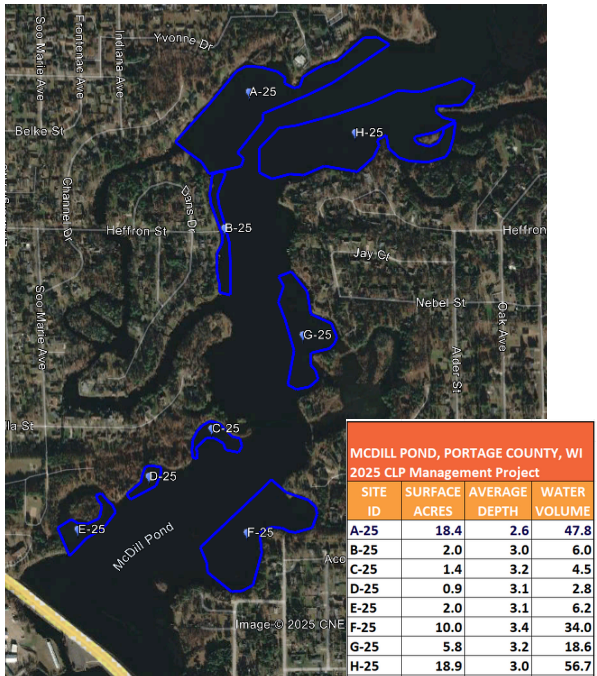 Yvonne Dr
Soo Marie Ave
Frontenac Ave
Indiana Ave
A-25
Belke St
H-25
Channel Dr
Jans Dr
Heffron St
B-25
Heffron
Jay Ct
Nebel St
Soo Marie Ave
Oak Ave
G-25
Alder St
la St
C-25
D-25
E-25
McDill Pond
F-25
Aco
Image © 2025 CNE
MCDILL POND, PORTAGE COUNTY, WI
2025 CLP Management Project
SITE ID SURFACE ACRES AVERAGE DEPTH WATER VOLUME
A-25 18.4 2.6 47.8
B-25 2.0 3.0 6.0
C-25 1.4 3.2 4.5
D-25 0.9 3.1 2.8
E-25 2.0 3.1 6.2
F-25 10.0 3.4 34.0
G-25 5.8 3.2 18.6
H-25 18.9 3.0 56.7